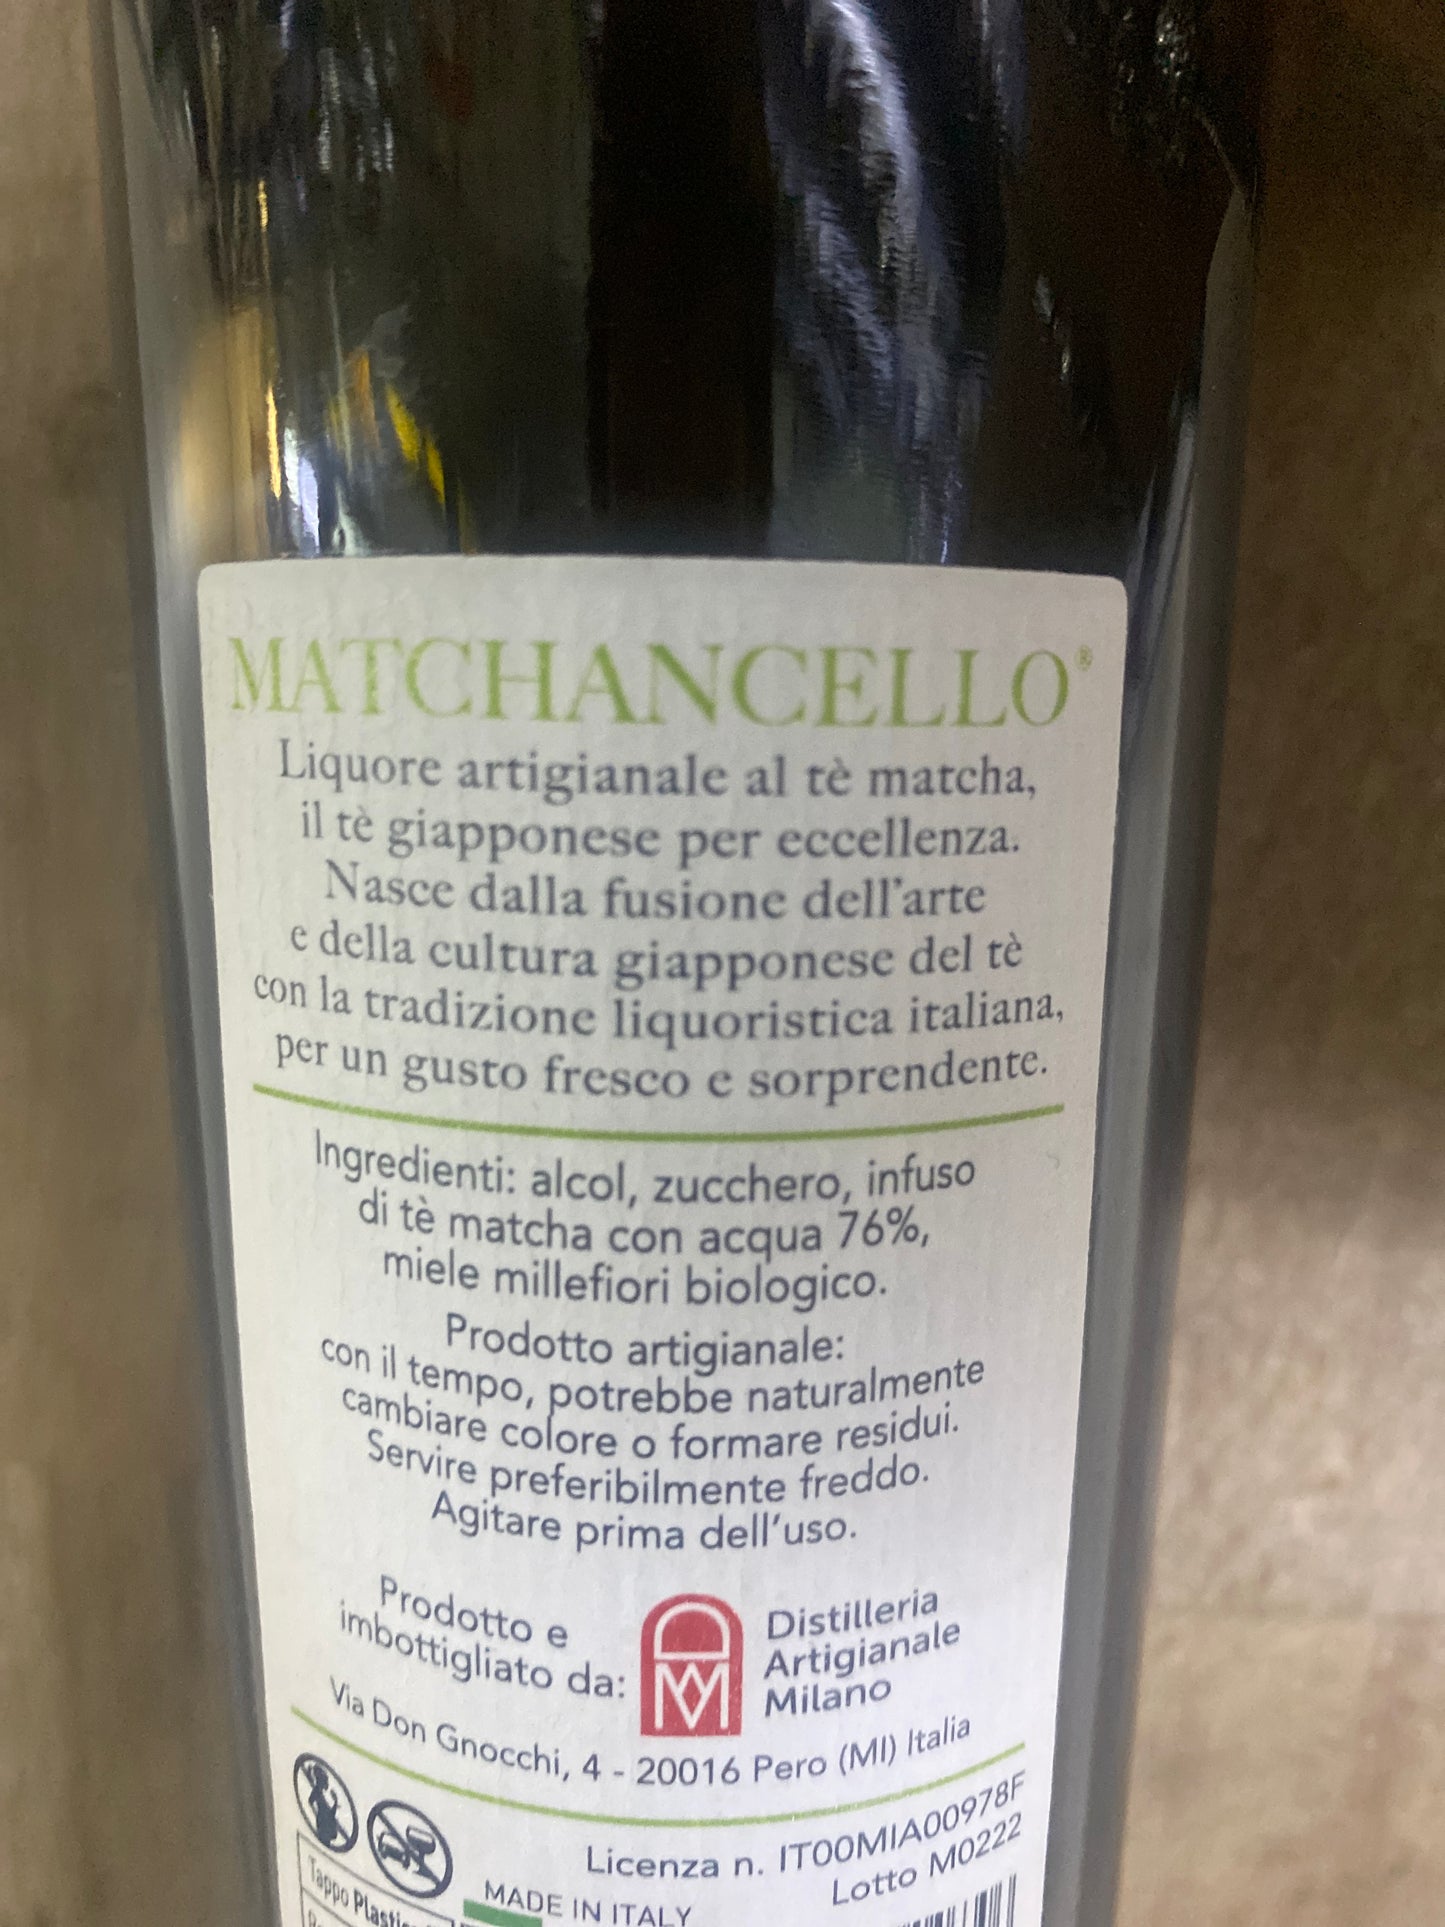 MATCHANCELLO®
Liquore artigianale al tè matcha,
il tè giapponese per eccellenza.
Nasce dalla fusione dell'arte
e della cultura giapponese del tè
con la tradizione liquoristica italiana,
per un gusto fresco e sorprendente.
Ingredienti: alcol, zucchero, infuso
di tè matcha con acqua 76%,
miele millefiori biologico.
Prodotto artigianale:
con il tempo, potrebbe naturalmente
cambiare colore o formare residui.
Servire preferibilmente freddo.
Agitare prima dell'uso.
Prodotto e
imbottigliato da:
Distilleria
Artigianale
Milano
Via Don Gnocchi, 4 - 20016 Pero (MI) Italia
Licenza n. IT00MIA00978F
Lotto M0222
MADE IN ITALY
Tappo